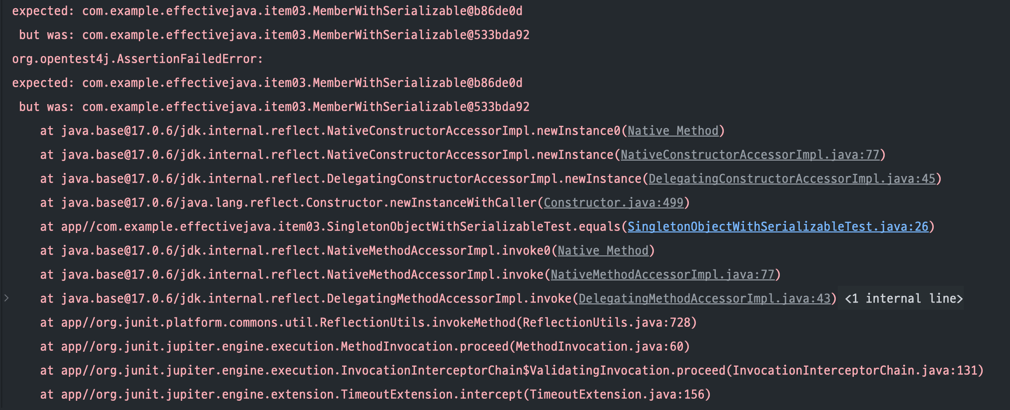 expected: com.example.effectivejava.item03.MemberWithSerializable@b86de0d
but was: com.example.effectivejava.item03.MemberWithSerializable@533bda92
org.opentest4j.AssertionFailedError:
expected: com.example.effectivejava.item03.MemberWithSerializable@b86de0d
but was: com.example.effectivejava.item03.MemberWithSerializable@533bda92
at java.base@17.0.6/jdk.internal.reflect.NativeConstructorAccessorImpl.newInstance0(Native Method)
at java.base@17.0.6/jdk.internal.reflect.NativeConstructorAccessorImpl.newInstance(NativeConstructorAccessorImpl.java:77)
at java.base@17.0.6/jdk.internal.reflect.DelegatingConstructorAccessorImpl.newInstance(DelegatingConstructorAccessorImpl.java:45)
at java.base@17.0.6/java.lang.reflect.Constructor.newInstanceWithCaller(Constructor.java:499)
at app//com.example.effectivejava.item03.SingletonObjectWithSerializableTest.equals(SingletonObjectWithSerializableTest.java:26)
at java.base@17.0.6/jdk.internal.reflect.NativeMethodAccessorImpl.invoke0(Native Method)
at java.base@17.0.6/jdk.internal.reflect.NativeMethodAccessorImpl.invoke(NativeMethodAccessorImpl.java:77)
at java.base@17.0.6/jdk.internal.reflect.DelegatingMethodAccessorImpl.invoke(DelegatingMethodAccessorImpl.java:43) <1 internal line>
at app//org.junit.platform.commons.util.ReflectionUtils.invokeMethod(ReflectionUtils.java:728)
at app//org.junit.jupiter.engine.execution.MethodInvocation.proceed(MethodInvocation.java:60)
at app//org.junit.jupiter.engine.execution.InvocationInterceptorChain$ValidatingInvocation.proceed(InvocationInterceptorChain.java:131)
at app//org.junit.jupiter.engine.extension.TimeoutExtension.intercept(TimeoutExtension.java:156)